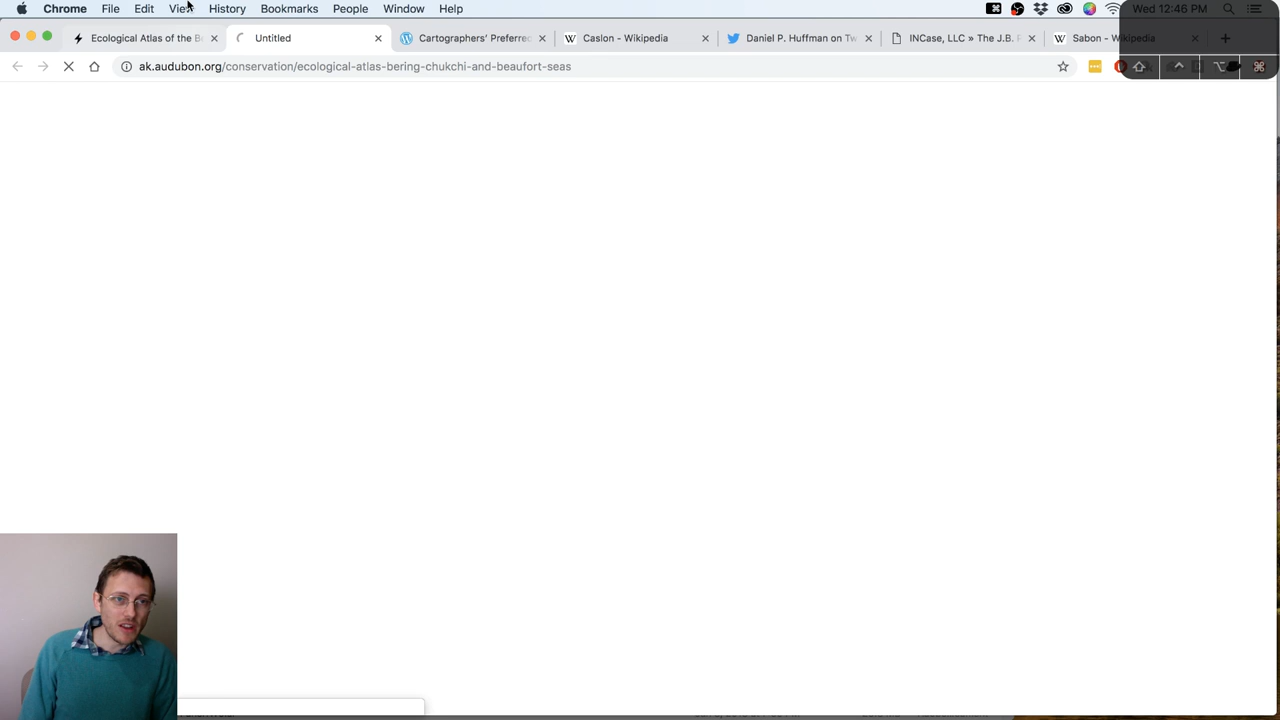 Chrome File Edit View History Bookmarks People Window Help Wed 12:46 PM
Ecological Atlas of the Be Untitled Cartographers' Preferred Caslon - Wikipedia Daniel P. Huffman on Tw INCase, LLC » The J.B. F Sabon - Wikipedia
ak.audubon.org/conservation/ecological-atlas-bering-chukchi-and-beaufort-seas